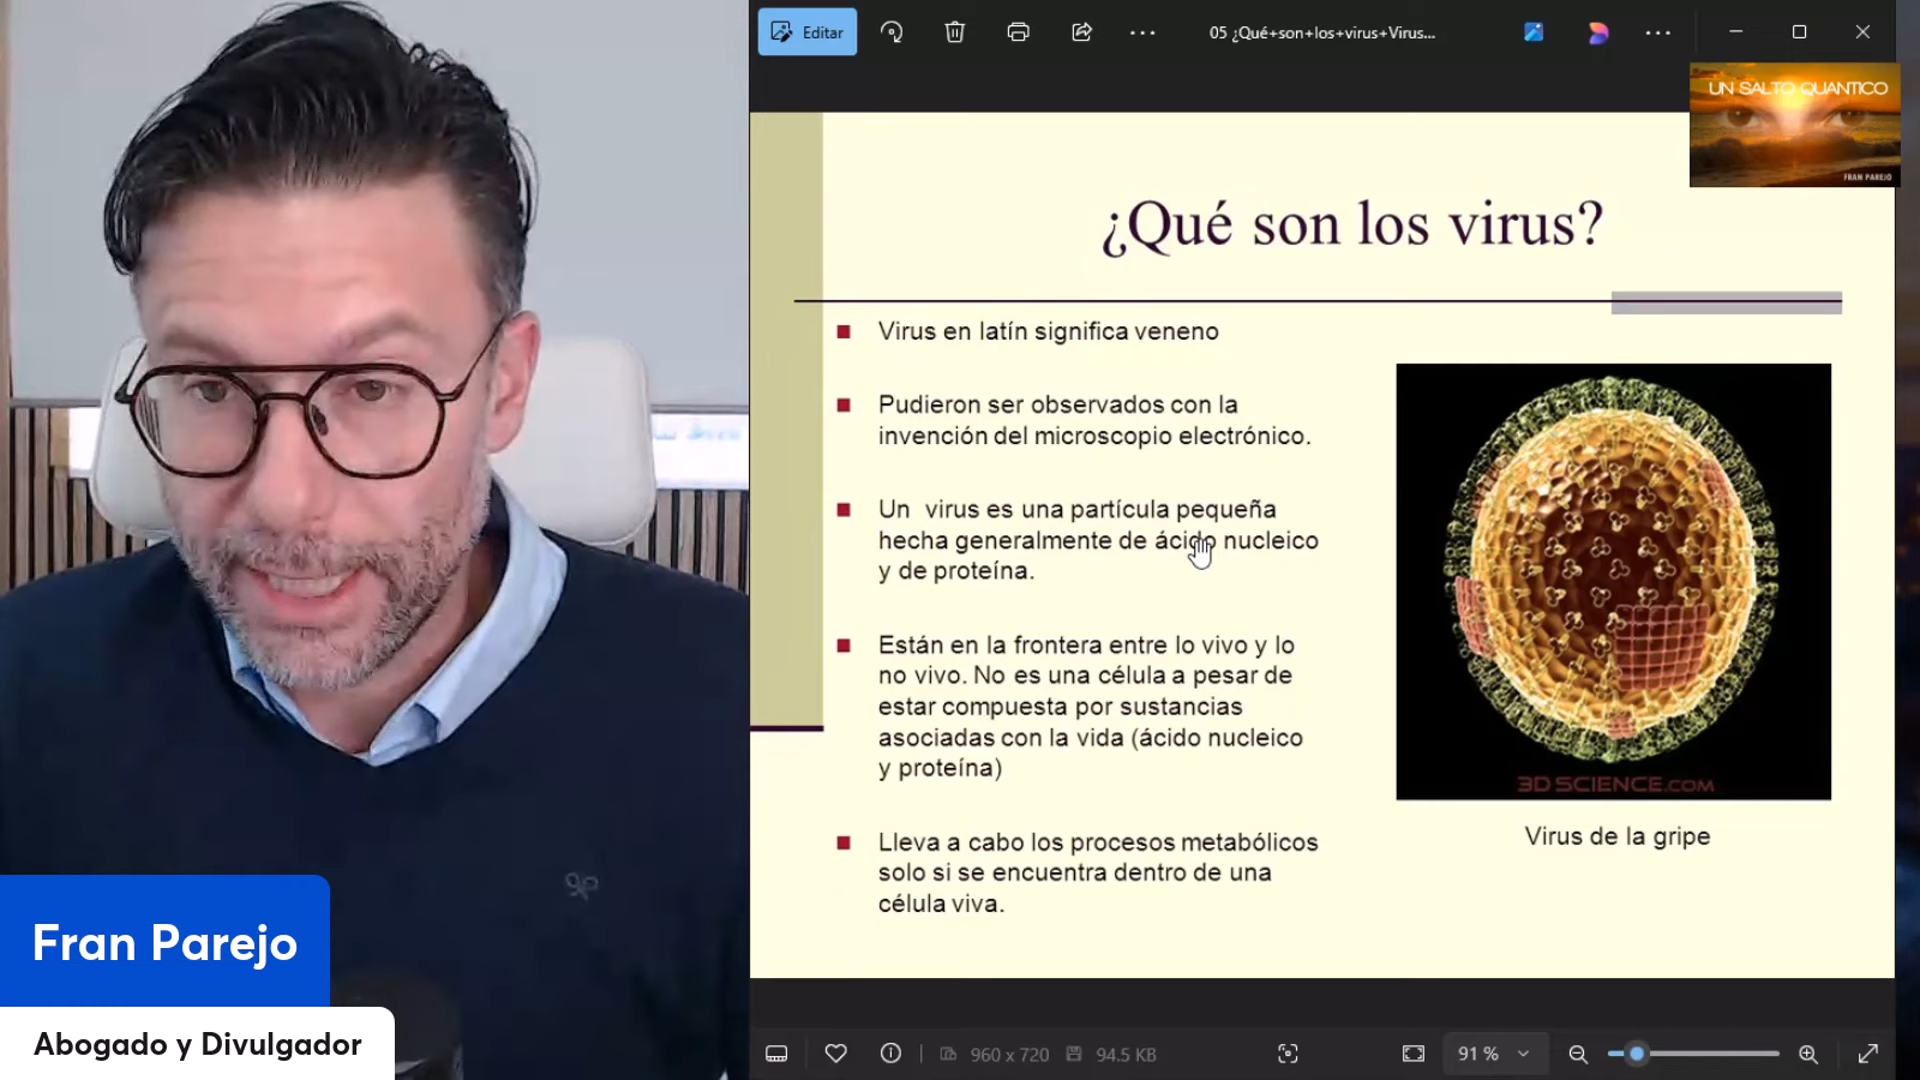 Editar
05 ¿Qué+son+los+virus+Virus...
UN SALTO QUANTICO
FRAN PAREJO
¿Qué son los virus?
Virus en latín significa veneno
Pudieron ser observados con la
invención del microscopio electrónico.
Un virus es una partícula pequeña
hecha generalmente de ácido nucleico
y de proteína.
Están en la frontera entre lo vivo y lo
no vivo. No es una célula a pesar de
estar compuesta por sustancias
asociadas con la vida (ácido nucleico
y proteína)
Lleva a cabo los procesos metabólicos
solo si se encuentra dentro de una
célula viva.
3DSCIENCE.COM
Virus de la gripe
Fran Parejo
Abogado y Divulgador
960 x 720
94.5 KB
91 %